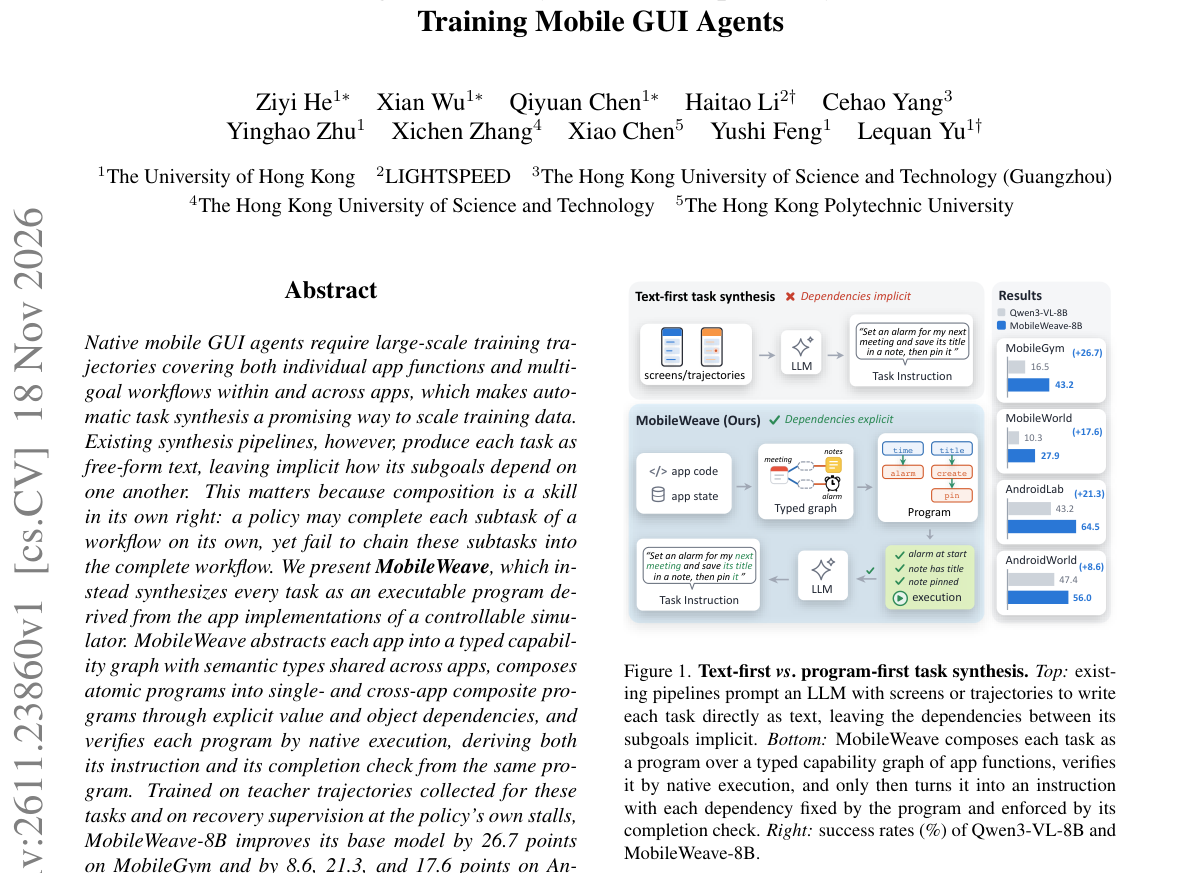 Training Mobile GUI Agents
Ziyi He1∗ Xian Wu1∗ Qiyuan Chen1∗ Haitao Li2† Cehao Yang3
Yinghao Zhu1 Xichen Zhang4 Xiao Chen5 Yushi Feng1 Lequan Yu1†
1The University of Hong Kong 2LIGHTSPEED 3The Hong Kong University of Science and Technology (Guangzhou)
4The Hong Kong University of Science and Technology 5The Hong Kong Polytechnic University
v:2611.23860v1 [cs.CV] 18 Nov 2026
Abstract
Native mobile GUI agents require large-scale training tra-
jectories covering both individual app functions and multi-
goal workflows within and across apps, which makes auto-
matic task synthesis a promising way to scale training data.
Existing synthesis pipelines, however, produce each task as
free-form text, leaving implicit how its subgoals depend on
one another. This matters because composition is a skill
in its own right: a policy may complete each subtask of a
workflow on its own, yet fail to chain these subtasks into
the complete workflow. We present MobileWeave, which in-
stead synthesizes every task as an executable program de-
rived from the app implementations of a controllable simu-
lator. MobileWeave abstracts each app into a typed capabil-
ity graph with semantic types shared across apps, composes
atomic programs into single- and cross-app composite pro-
grams through explicit value and object dependencies, and
verifies each program by native execution, deriving both
its instruction and its completion check from the same pro-
gram. Trained on teacher trajectories collected for these
tasks and on recovery supervision at the policy's own stalls,
MobileWeave-8B improves its base model by 26.7 points
on MobileGym and by 8.6, 21.3, and 17.6 points on An-
Text-first task synthesis ✘ Dependencies implicit
screens/trajectories
LLM
"Set an alarm for my next
meeting and save its title
in a note, then pin it "
Task Instruction
MobileWeave (Ours) ✓ Dependencies explicit
</> app code
app state
meeting
notes
alarm
Typed graph
time title
alarm create
pin
Program
"Set an alarm for my next
meeting and save its title
in a note, then pin it "
Task Instruction
LLM
✓ alarm at start
✓ note has title
✓ note pinned
execution
Results
Qwen3-VL-8B
MobileWeave-8B
MobileGym (+26.7)
16.5
43.2
MobileWorld
(+17.6)
10.3
27.9
AndroidLab
(+21.3)
43.2
64.5
AndroidWorld
(+8.6)
47.4
56.0
Figure 1. Text-first vs. program-first task synthesis. Top: exist-
ing pipelines prompt an LLM with screens or trajectories to write
each task directly as text, leaving the dependencies between its
subgoals implicit. Bottom: MobileWeave composes each task as
a program over a typed capability graph of app functions, verifies
it by native execution, and only then turns it into an instruction
with each dependency fixed by the program and enforced by its
completion check. Right: success rates (%) of Qwen3-VL-8B and
MobileWeave-8B.